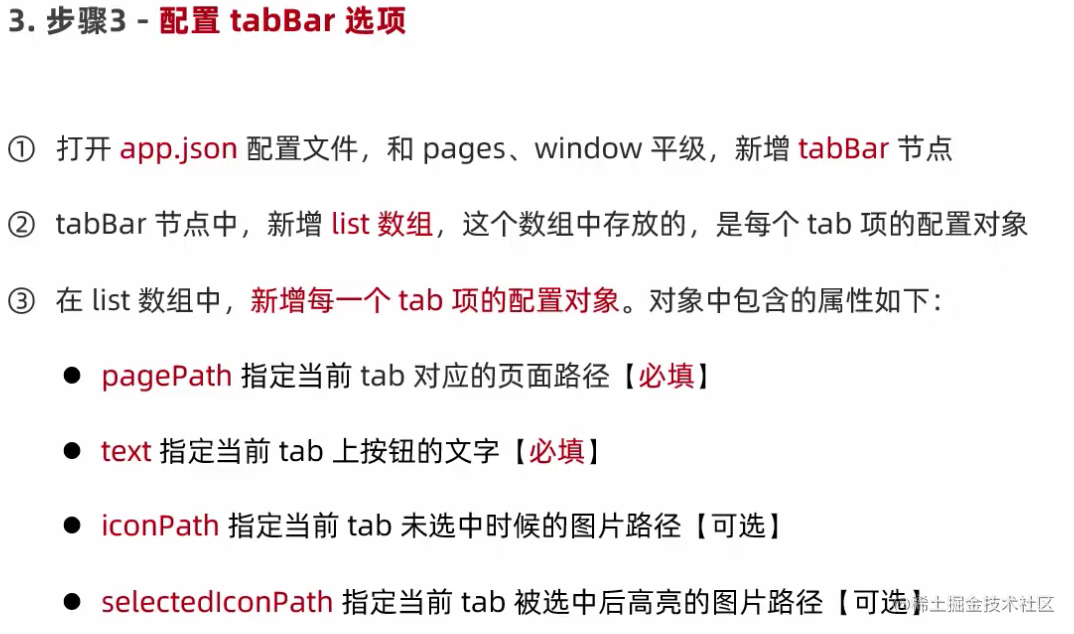 3. 步骤3 - 配置 tabBar 选项
① 打开 app.json 配置文件，和 pages、window 平级，新增 tabBar 节点
② tabBar 节点中，新增 list 数组，这个数组中存放的，是每个 tab 项的配置对象
③ 在 list 数组中，新增每一个 tab 项的配置对象。对象中包含的属性如下：
● pagePath 指定当前 tab 对应的页面路径【必填】
● text 指定当前 tab 上按钮的文字【必填】
● iconPath 指定当前 tab 未选中时候的图片路径【可选】
● selectedIconPath 指定当前 tab 被选中后高亮的图片路径【可选】
@稀土掘金技术社区